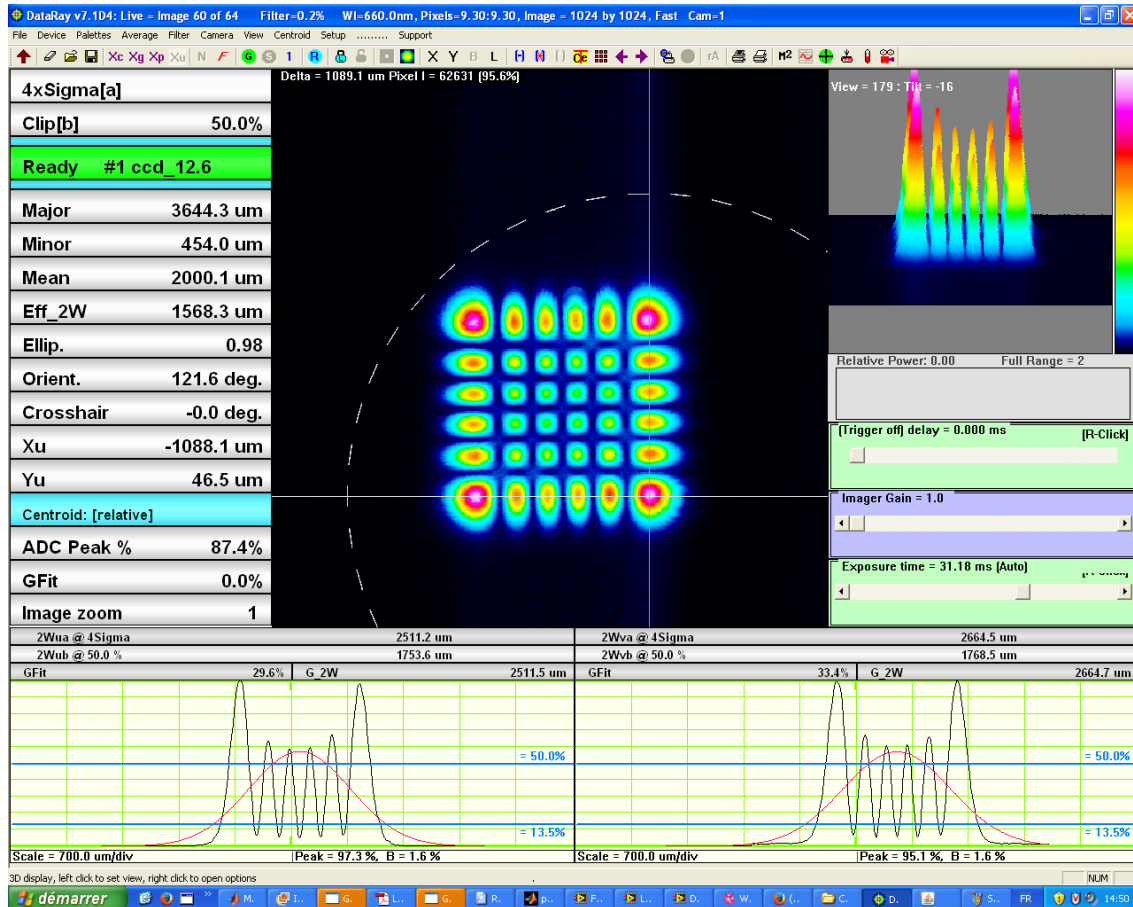 DataRay v7.1D4: Live = Image 60 of 64 Filter=0.2% Wl=660.0nm, Pixels=9.30:9.30, Image = 1024 by 1024, Fast Cam=1
File Device Palettes Average Filter Camera View Centroid Setup ......... Support
Xc Xg Xp Xu N F G S 1 R X Y B L rA M2
Delta = 1089.1 um Pixel I = 62631 (95.6%)
View = 179 : Tilt = -16
4xSigma[a]
Clip[b] 50.0%
Ready #1 ccd_12.6
Major 3644.3 um
Minor 454.0 um
Mean 2000.1 um
Eff_2W 1568.3 um
Ellip. 0.98
Orient. 121.6 deg.
Crosshair -0.0 deg.
Xu -1088.1 um
Yu 46.5 um
Centroid: [relative]
ADC Peak % 87.4%
GFit 0.0%
Image zoom 1
Relative Power: 0.00 Full Range = 2
(Trigger off) delay = 0.000 ms [R-Click]
Imager Gain = 1.0
Exposure time = 31.18 ms (Auto)
2Wua @ 4Sigma 2511.2 um
2Wub @ 50.0 % 1753.6 um
GFit 29.6% G_2W 2511.5 um
= 50.0%
= 13.5%
Scale = 700.0 um/div Peak = 97.3 %, B = 1.6 %
2Wva @ 4Sigma 2664.5 um
2Wvb @ 50.0 % 1768.5 um
GFit 33.4% G_2W 2664.7 um
= 50.0%
= 13.5%
Scale = 700.0 um/div Peak = 95.1 %, B = 1.6 %
3D display, left click to set view, right click to open options NUM
démarrer M. I.. G. L.. G. R. p... F.. L.. D. W. (.. C. D. S.. FR 14:50